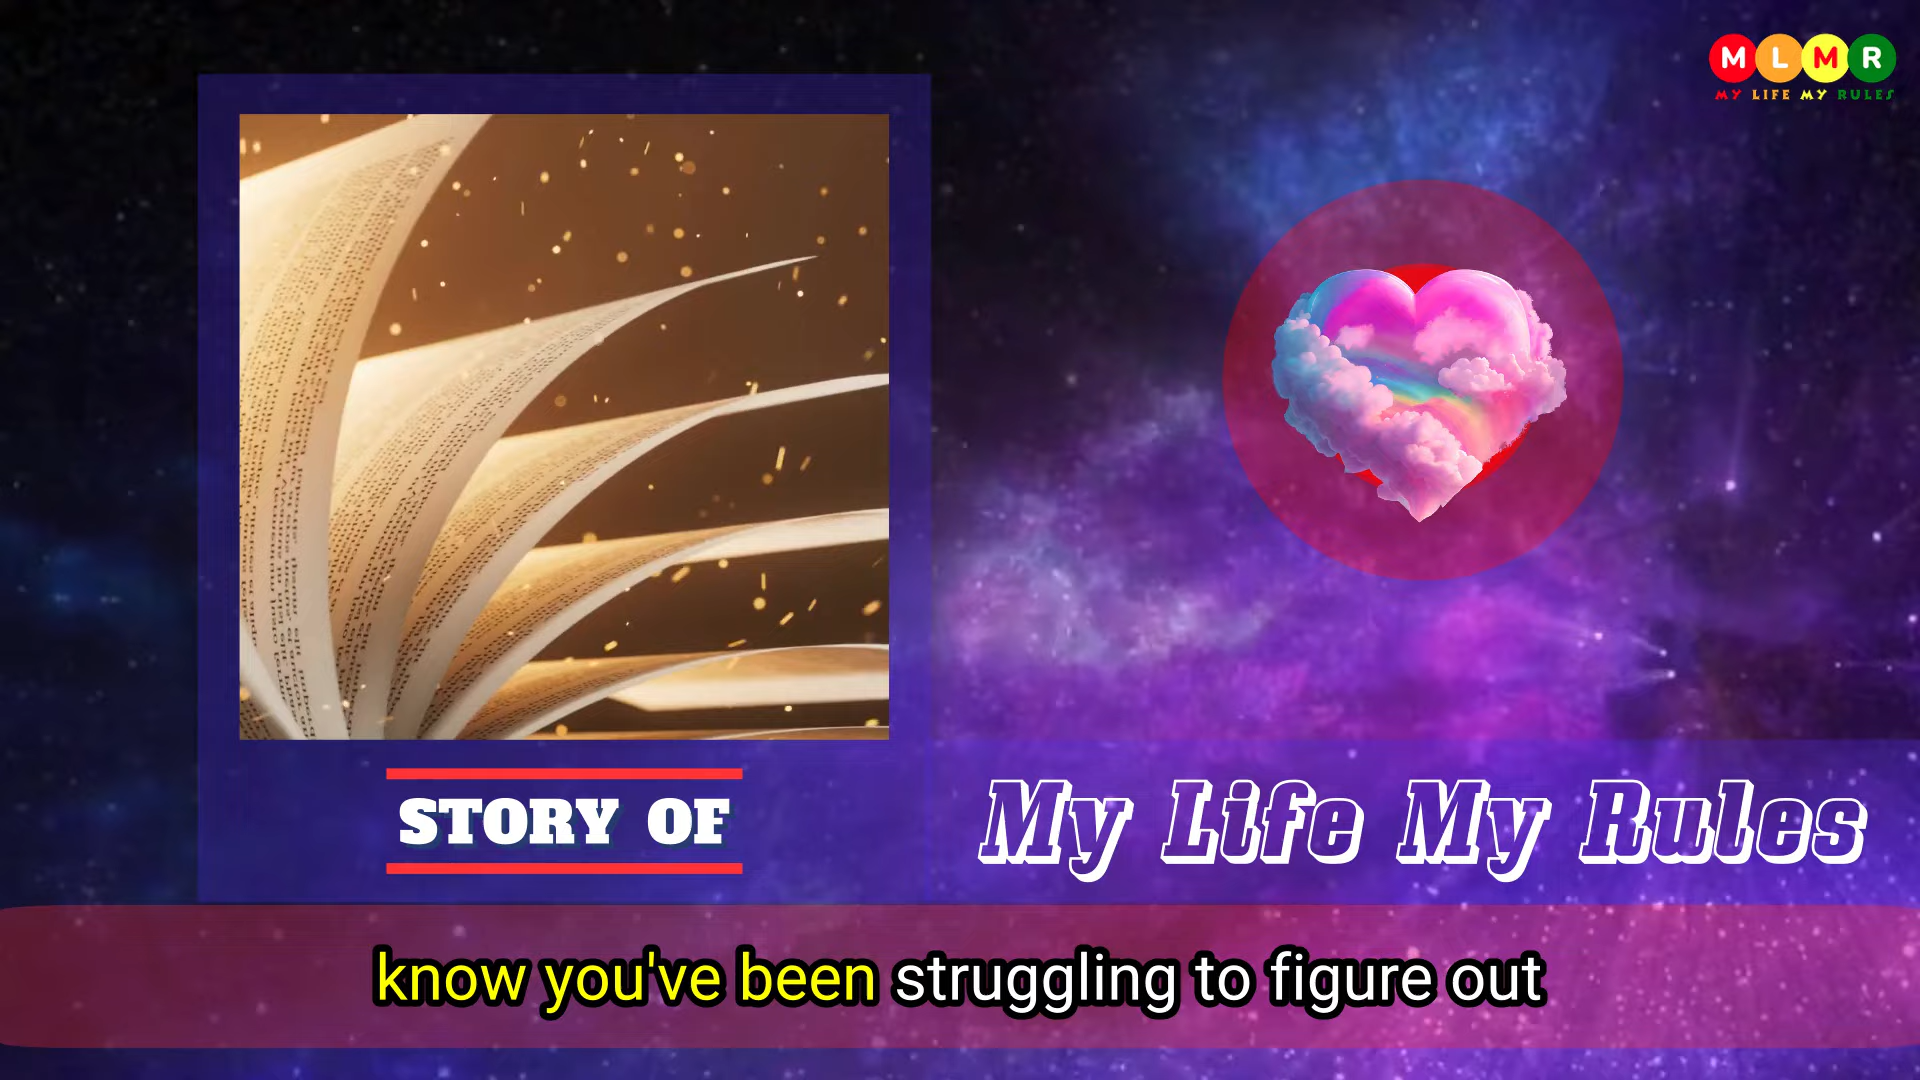 M L M R
MY LIFE MY RULES
STORY OF
My Life My Rules
know you've been struggling to figure out